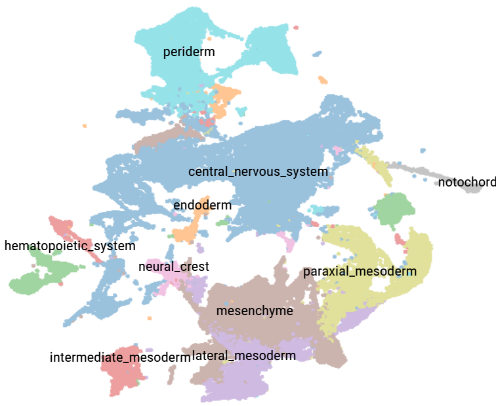 periderm
central_nervous_system
notochord
endoderm
hematopoietic_system
neural_crest
paraxial_mesoderm
mesenchyme
intermediate_mesoderm
lateral_mesoderm